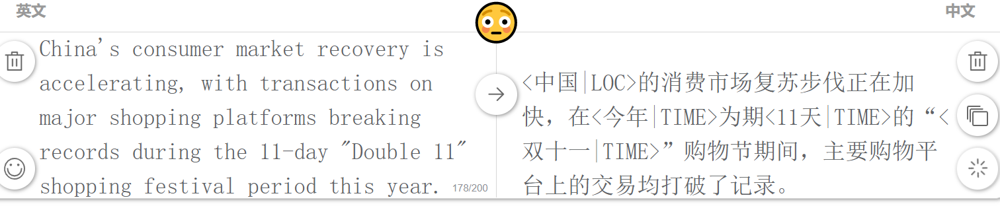 英文
中文
China's consumer market recovery is
accelerating, with transactions on
major shopping platforms breaking
records during the 11-day "Double 11"
shopping festival period this year.
178/200
<中国|LOC>的消费市场复苏步伐正在加
快，在<今年|TIME>为期<11天|TIME>的“<
双十一|TIME>”购物节期间，主要购物平
台上的交易均打破了记录。